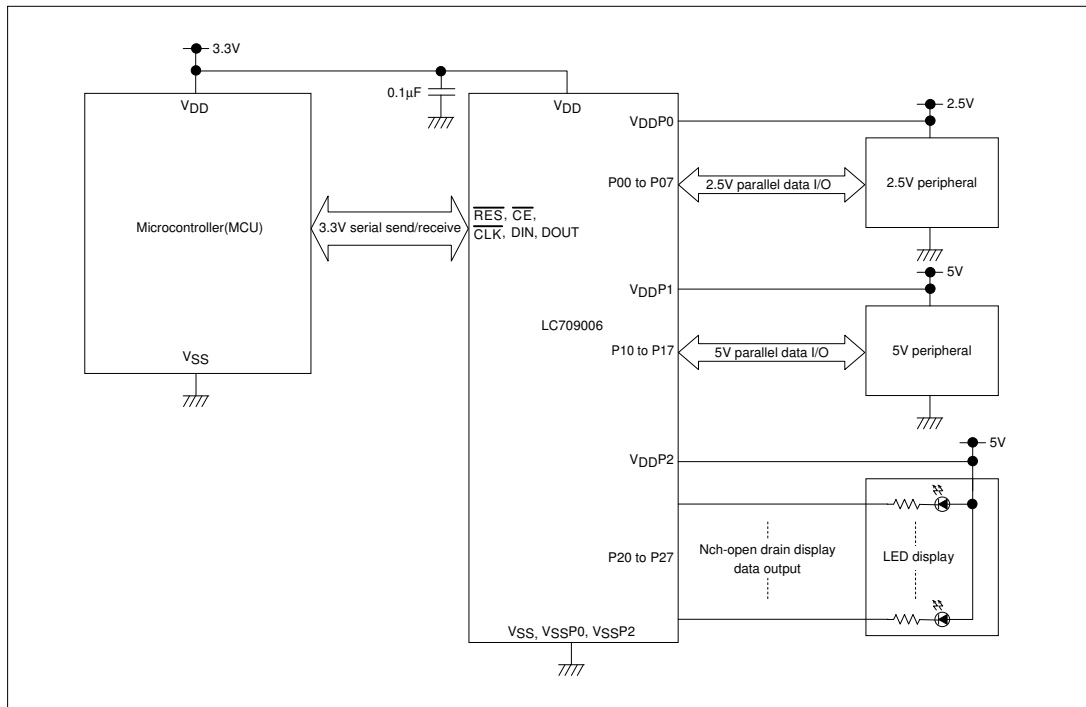 3.3V
0.1μF
VDD
VDD
Microcontroller(MCU)
VSS
3.3V serial send/receive
RES, CE,
CLK, DIN, DOUT
LC709006
VSS, VSSP0, VSSP2
VDDP0
2.5V
P00 to P07
2.5V parallel data I/O
2.5V peripheral
VDDP1
5V
P10 to P17
5V parallel data I/O
5V peripheral
VDDP2
5V
P20 to P27
Nch-open drain display
data output
LED display